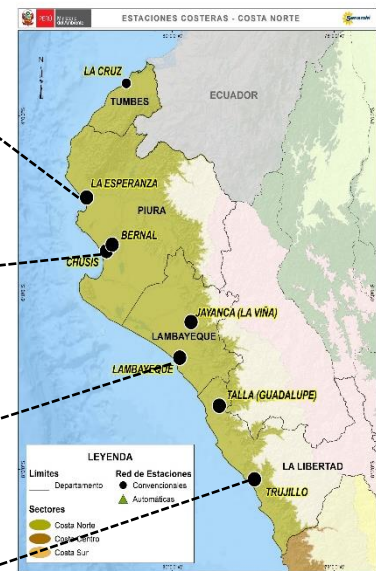 PERÚ Ministerio del Ambiente
ESTACIONES COSTERAS - COSTA NORTE
Senamhi
LA CRUZ
TUMBES
ECUADOR
LA ESPERANZA
PIURA
BERNAL
CHUSIS
JAYANCA (LA VIÑA)
LAMBAYEQUE
LAMBAYEQUE
TALLA (GUADALUPE)
LA LIBERTAD
TRUJILLO
LEYENDA
Limites
Departamento
Red de Estaciones
Convencionales
Automáticas
Sectores
Costa Norte
Costa Centro
Costa Sur